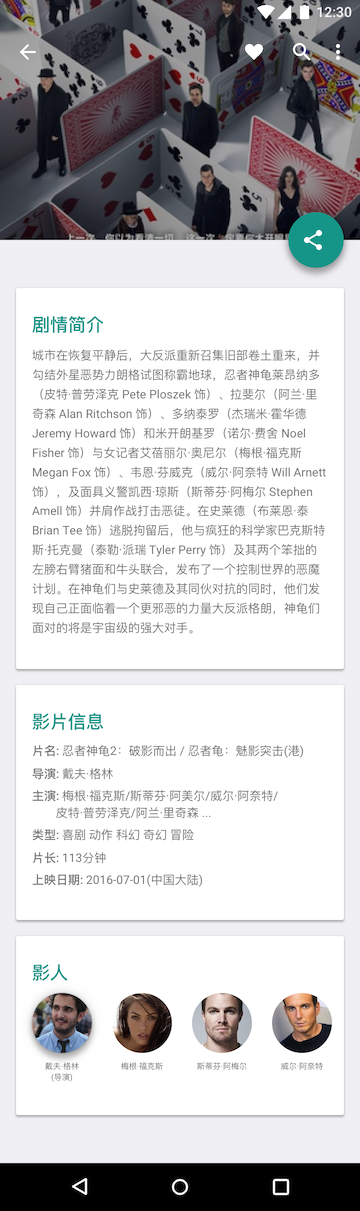 12:30
上一次 你以为看清一切 这一次
剧情简介
城市在恢复平静后，大反派重新召集旧部卷土重来，并
勾结外星恶势力朗格试图称霸地球，忍者神龟莱昂纳多
（皮特·普劳泽克 Pete Ploszek 饰）、拉斐尔（阿兰·里
奇森 Alan Ritchson 饰）、多纳泰罗（杰瑞米·霍华德
Jeremy Howard 饰）和米开朗基罗（诺尔·费舍 Noel
Fisher 饰）与女记者艾蓓丽尔·奥尼尔（梅根·福克斯
Megan Fox 饰）、韦恩·芬威克（威尔·阿奈特 Will Arnett
饰），及面具义警凯西·琼斯（斯蒂芬·阿梅尔 Stephen
Amell 饰）并肩作战打击恶徒。在史莱德（布莱恩·泰
Brian Tee 饰）逃脱拘留后，他与疯狂的科学家巴克斯特
斯·托克曼（泰勒·派瑞 Tyler Perry 饰）及其两个笨拙的
左膀右臂猪面和牛头联合，发布了一个控制世界的恶魔
计划。在神龟们与史莱德及其同伙对抗的同时，他们发
现自己正面临着一个更邪恶的力量大反派格朗，神龟们
面对的将是宇宙级的强大对手。
影片信息
片名: 忍者神龟2：破影而出 / 忍者龟：魅影突击(港)
导演: 戴夫·格林
主演: 梅根·福克斯/斯蒂芬·阿美尔/威尔·阿奈特/
皮特·普劳泽克/阿兰·里奇森 ...
类型: 喜剧 动作 科幻 奇幻 冒险
片长: 113分钟
上映日期: 2016-07-01(中国大陆)
影人
戴夫·格林 梅根·福克斯 斯蒂芬·阿梅尔 威尔·阿奈特
(导演)